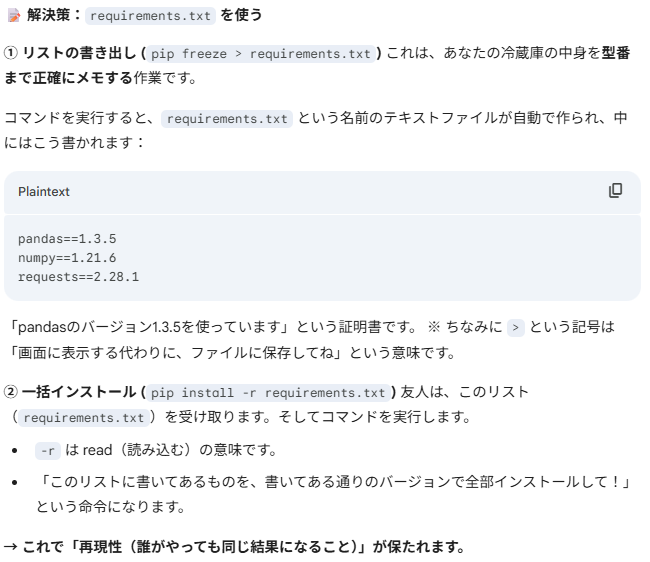 📝 解決策：requirements.txt を使う
① リストの書き出し ( pip freeze > requirements.txt ) これは、あなたの冷蔵庫の中身を型番
まで正確にメモする作業です。
コマンドを実行すると、 requirements.txt という名前のテキストファイルが自動で作られ、中
にはこう書かれます：
Plaintext
pandas==1.3.5
numpy==1.21.6
requests==2.28.1
「pandasのバージョン1.3.5を使っています」という証明書です。 ※ ちなみに > という記号は
「画面に表示する代わりに、ファイルに保存してね」という意味です。
② 一括インストール ( pip install -r requirements.txt ) 友人は、このリスト
（ requirements.txt ）を受け取ります。そしてコマンドを実行します。
• -r は read（読み込む）の意味です。
• 「このリストに書いてあるものを、書いてある通りのバージョンで全部インストールして！」
という命令になります。
→ これで「再現性（誰がやっても同じ結果になること）」が保たれます。